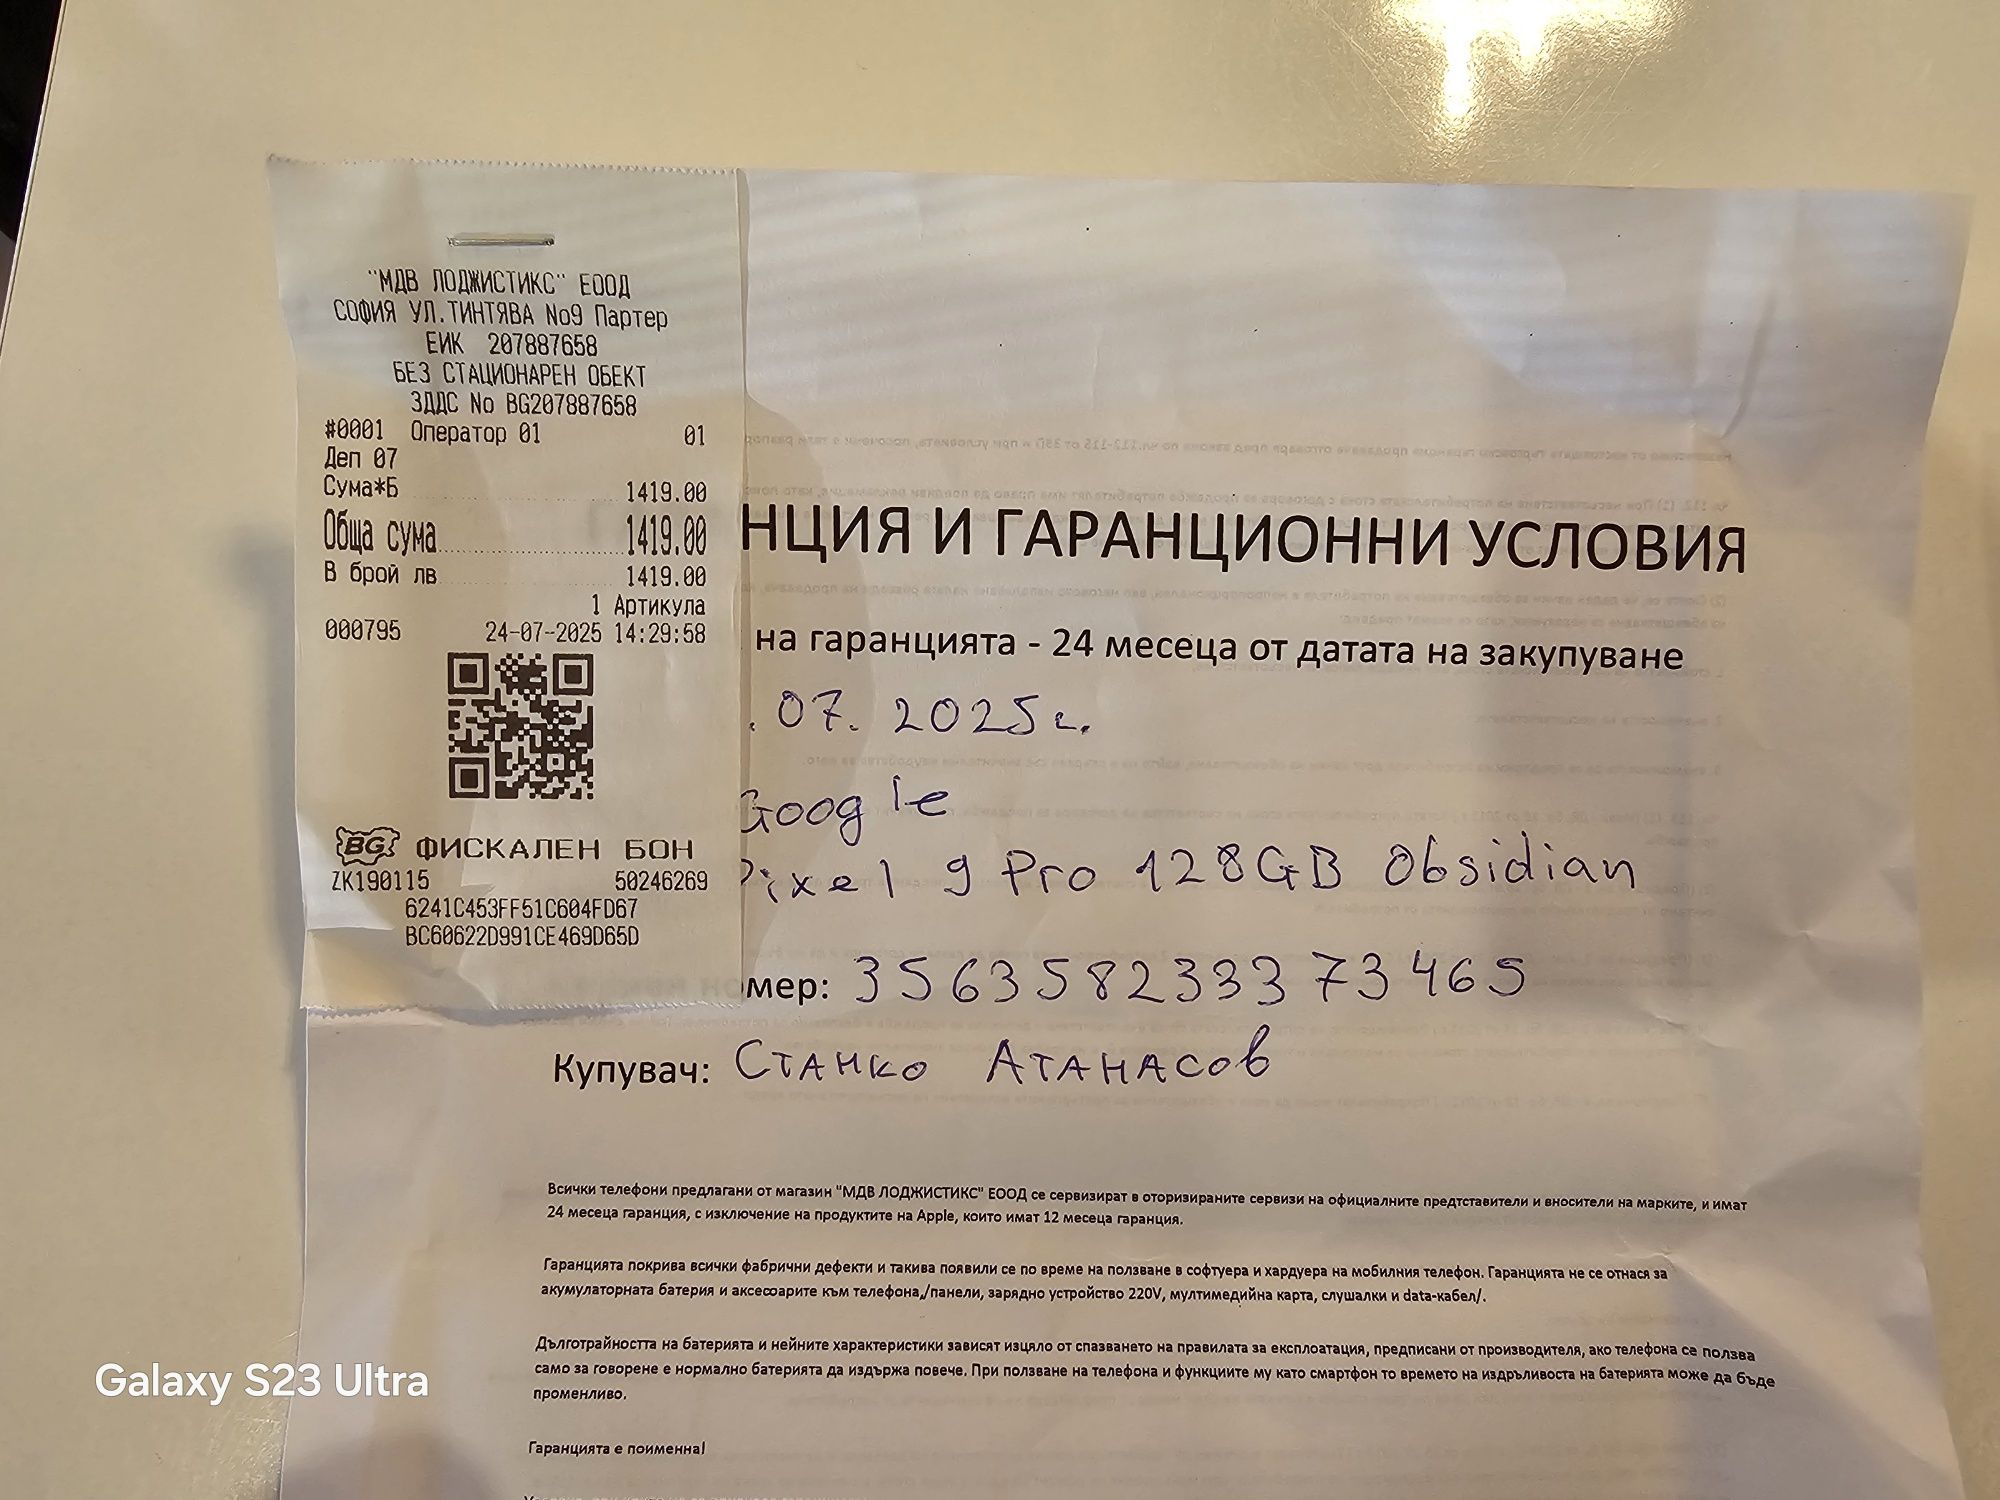 "МДВ ЛОДЖИСТИКС" ЕООД
СОФИЯ УЛ.ТИНТЯВА No9 Партер
ЕИК 207887658
БЕЗ СТАЦИОНАРЕН ОБЕКТ
ЗДДС No BG207887658
#0001 Оператор 01 01
Деп 07
Сума*Б 1419.00
Обща сума 1419.00
В брой лв 1419.00
1 Артикула
000795 24-07-2025 14:29:58
BG ФИСКАЛЕН БОН
ZK190115 50246269
6241C453FF51C604FD67
BC60622D991CE469D65D
НЦИЯ И ГАРАНЦИОННИ УСЛОВИЯ
на гаранцията - 24 месеца от датата на закупуване
. 07. 2025г.
Google
Pixel 9 Pro 128GB Obsidian
мер: 356358233373465
Купувач: Станко Атанасов
Всички телефони предлагани от магазин "МДВ ЛОДЖИСТИКС" ЕООД се сервизират в оторизираните сервизи на официалните предтставители и вносители на марките, и имат
24 месеца гаранция, с изключение на продуктите на Apple, които имат 12 месеца гаранция.
Гаранцията покрива всички фабрични дефекти и такива появили се по време на ползване в софтуера и хардуера на мобилния телефон. Гаранцията не се отнася за
акумулаторната батерия и аксесоарите към телефона,/панели, зарядно устройство 220V, мултимедийна карта, слушалки и data-кабел/.
Дълготрайността на батерията и нейните характеристики зависят изцяло от спазването на правилата за експлоатация, предписани от производителя, ако телефона се ползва
само за говорене е нормално батерията да издържа повече. При ползване на телефона и функциите му като смартфон то времето на издръливоста на батерията може да бъде
променливо.
Гаранцията е поименна!
Galaxy S23 Ultra